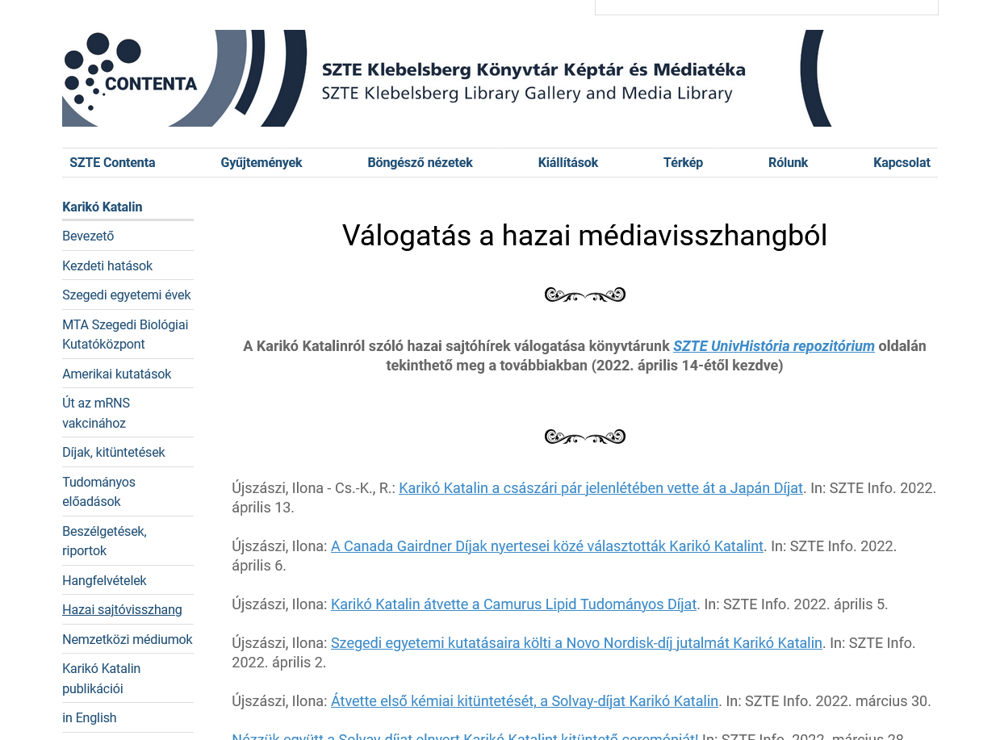 CONTENTA
SZTE Klebelsberg Könyvtár Képtár és Médiatéka
SZTE Klebelsberg Library Gallery and Media Library
SZTE Contenta
Gyűjtemények
Böngésző nézetek
Kiállítások
Térkép
Rólunk
Kapcsolat
Karikó Katalin
Bevezető
Kezdeti hatások
Szegedi egyetemi évek
MTA Szegedi Biológiai
Kutatóközpont
Amerikai kutatások
Út az mRNS
vakcinához
Díjak, kitüntetések
Tudományos
előadások
Beszélgetések,
riportok
Hangfelvételek
Hazai sajtóvisszhang
Nemzetközi médiumok
Karikó Katalin
publikációi
in English
Válogatás a hazai médiavisszhangból
A Karikó Katalinról szóló hazai sajtóhírek válogatása könyvtárunk SZTE UnivHistória repozitórium oldalán
tekinthető meg a továbbiakban (2022. április 14-étől kezdve)
Újszászi, Ilona - Cs.-K., R.: Karikó Katalin a császári pár jelenlétében vette át a Japán Díjat. In: SZTE Info. 2022.
április 13.
Újszászi, Ilona: A Canada Gairdner Díjak nyertesei közé választották Karikó Katalint. In: SZTE Info. 2022.
április 6.
Újszászi, Ilona: Karikó Katalin átvette a Camurus Lipid Tudományos Díjat. In: SZTE Info. 2022. április 5.
Újszászi, Ilona: Szegedi egyetemi kutatásaira költi a Novo Nordisk-díj jutalmát Karikó Katalin. In: SZTE Info.
2022. április 2.
Újszászi, Ilona: Átvette első kémiai kitüntetését, a Solvay-díjat Karikó Katalin. In: SZTE Info. 2022. március 30.
Nézzük együtt a Solvay-díjat elnyert Karikó Katalint kitüntető ceremóniát! In: SZTE Info. 2022. március 28.